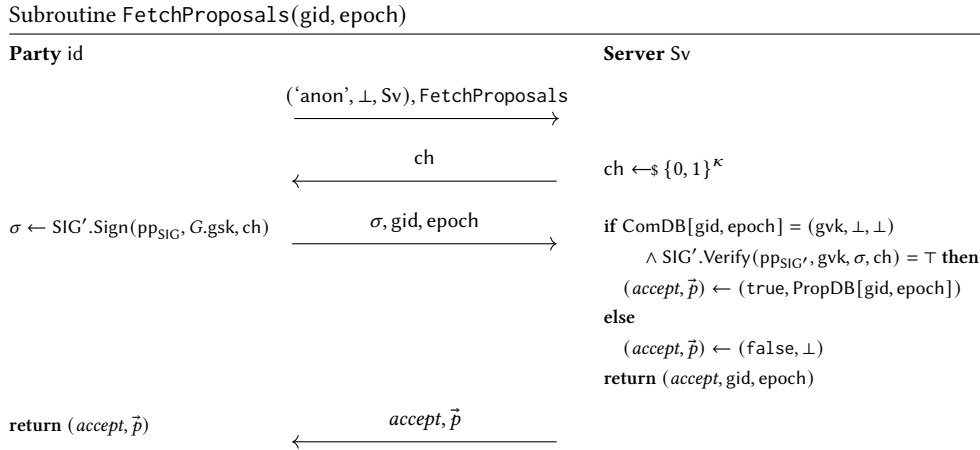 Subroutine FetchProposals(gid, epoch)
Party id Server Sv
(‘anon’, ⊥, Sv), FetchProposals
ch
ch ←$ {0, 1}^κ
σ ← SIG′.Sign(pp_SIG, G.gsk, ch) σ, gid, epoch if ComDB[gid, epoch] = (gvk, ⊥, ⊥)
∧ SIG′.Verify(pp_SIG′, gvk, σ, ch) = ⊤ then
(accept, p⃗) ← (true, PropDB[gid, epoch])
else
(accept, p⃗) ← (false, ⊥)
return (accept, gid, epoch)
return (accept, p⃗) accept, p⃗